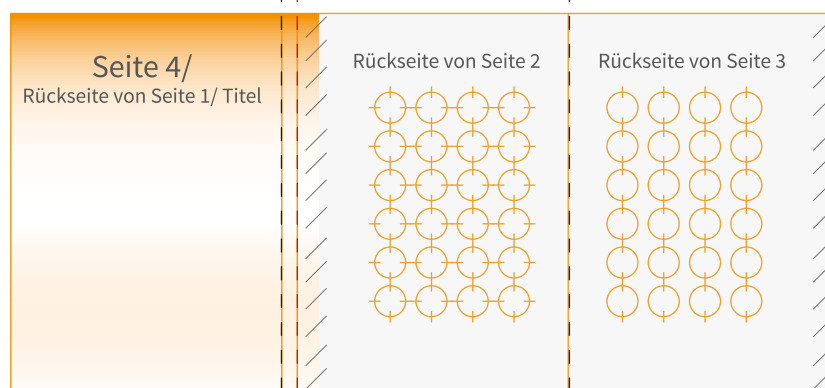 Seite 4/
Rückseite von Seite 1/ Titel
Rückseite von Seite 2
Rückseite von Seite 3